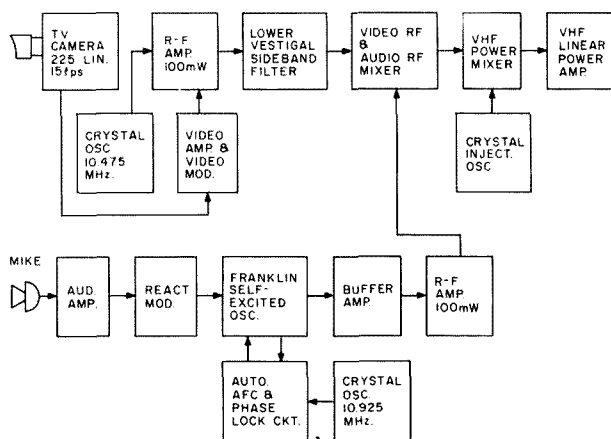 TV
CAMERA
225 LIN.
15fps
R-F
AMP.
100mW
LOWER
VESTIGAL
SIDEBAND
FILTER
VIDEO RF
&
AUDIO RF
MIXER
VHF
POWER
MIXER
VHF
LINEAR
POWER
AMP.
CRYSTAL
OSC
10.475
MHz.
VIDEO
AMP. &
VIDEO
MOD.
CRYSTAL
INJECT.
OSC
MIKE
AUD.
AMP.
REACT
MOD.
FRANKLIN
SELF-
EXCITED
OSC.
BUFFER
AMP.
R-F
AMP.
100mW
AUTO.
AFC &
PHASE
LOCK CKT.
CRYSTAL
OSC.
10.925
MHz.